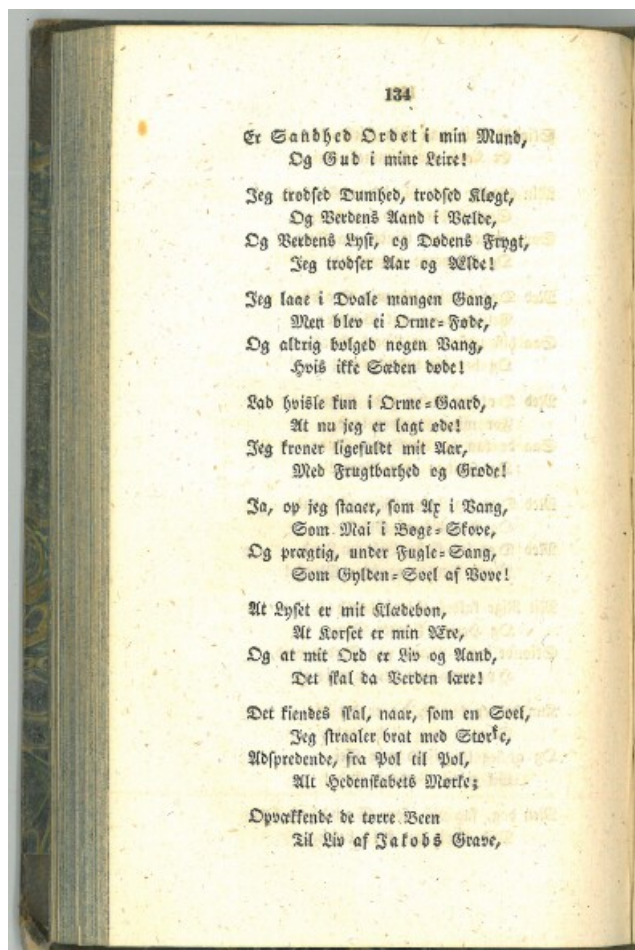 134
Er Sandhed Ordet i min Mund,
Og Gud i mine Leire!
Jeg trodsed Dumhed, trodsed Kløgt,
Og Verdens Aand i Vælde,
Og Verdens Lyst, og Dødens Frygt,
Jeg trodser Aar og Ælde!
Jeg laae i Dvale mangen Gang,
Men blev ei Orme-Føde,
Og aldrig bølged nogen Vang,
Hvis ikke Sæden døde!
Lad hvisle kun i Orme-Gaard,
At nu jeg er lagt øde!
Jeg kroner ligefuldt mit Aar,
Med Frugtbarhed og Grøde!
Ja, op jeg staaer, som Ax i Vang,
Som Mai i Bøge-Skove,
Og prægtig, under Fugle-Sang,
Som Gylden-Soel af Vove!
At Lyset er mit Klædebon,
At Korset er min Ære,
Og at mit Ord er Liv og Aand,
Det skal da Verden lære!
Det kiendes skal, naar, som en Soel,
Jeg straaler brat med Størke,
Adspredende, fra Pol til Pol,
Alt Hedenskabets Mørke;
Opvækkende de tørre Been
Til Liv af Jakobs Grave,